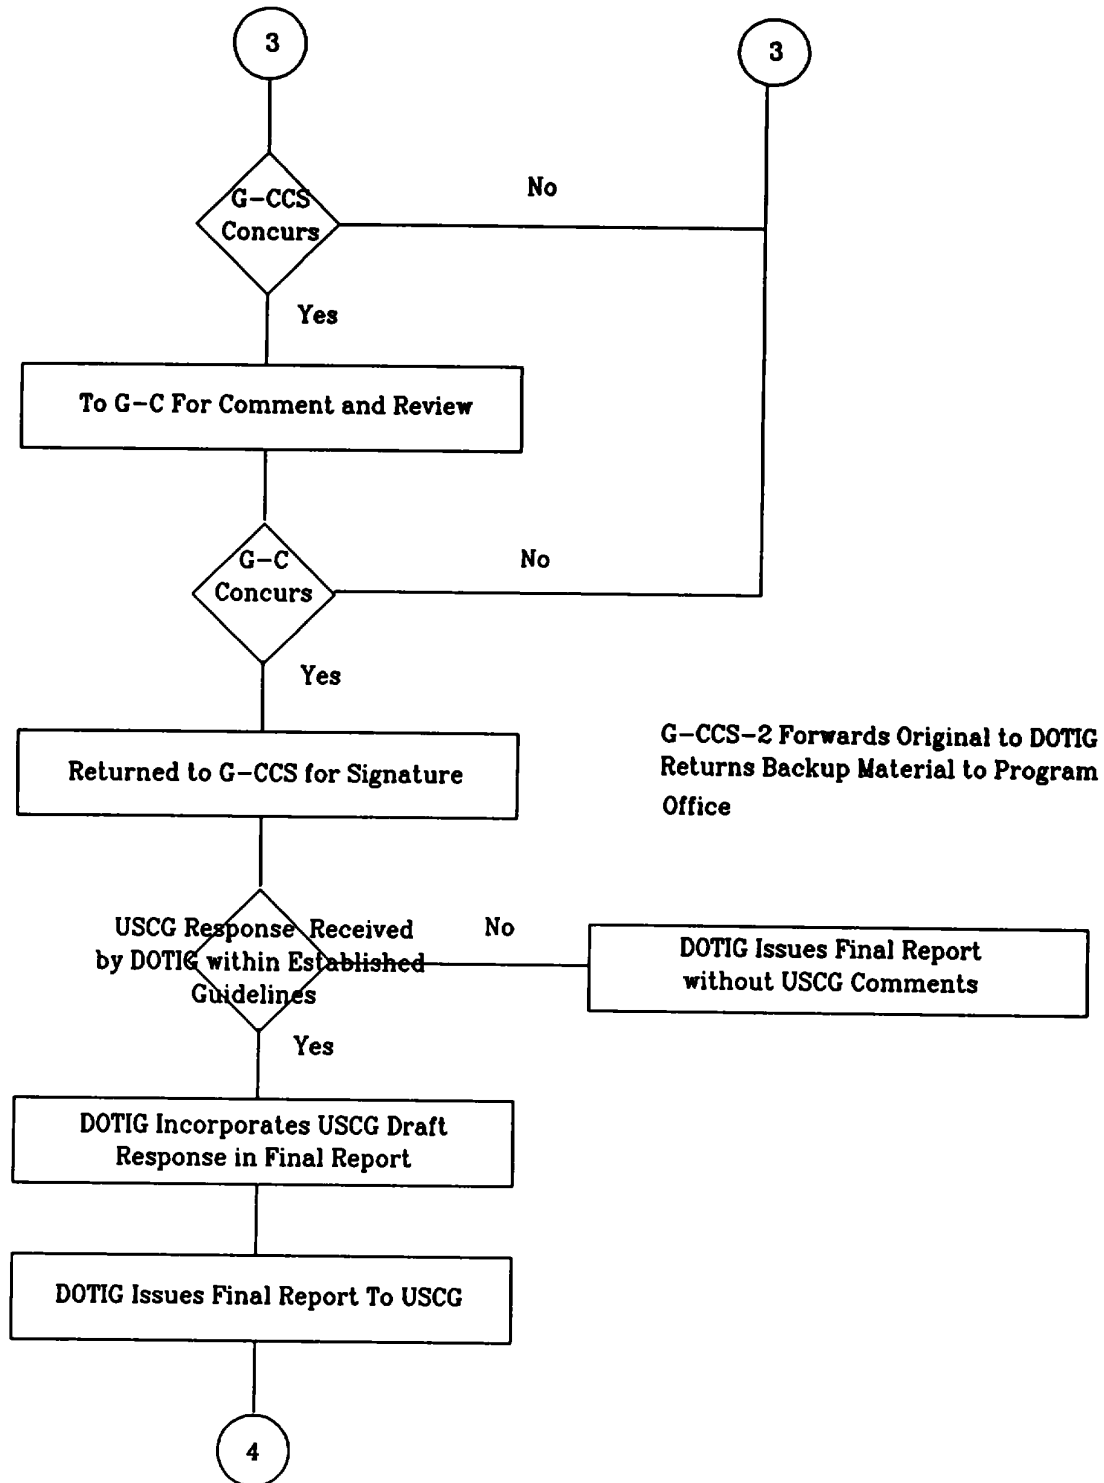 3
3
G-CCS
Concurs
No
Yes
To G-C For Comment and Review
G-C
Concurs
No
Yes
Returned to G-CCS for Signature
G-CCS-2 Forwards Original to DOTIG
Returns Backup Material to Program
Office
USCG Response Received
by DOTIG within Established
Guidelines
No
DOTIG Issues Final Report
without USCG Comments
Yes
DOTIG Incorporates USCG Draft
Response in Final Report
DOTIG Issues Final Report To USCG
4